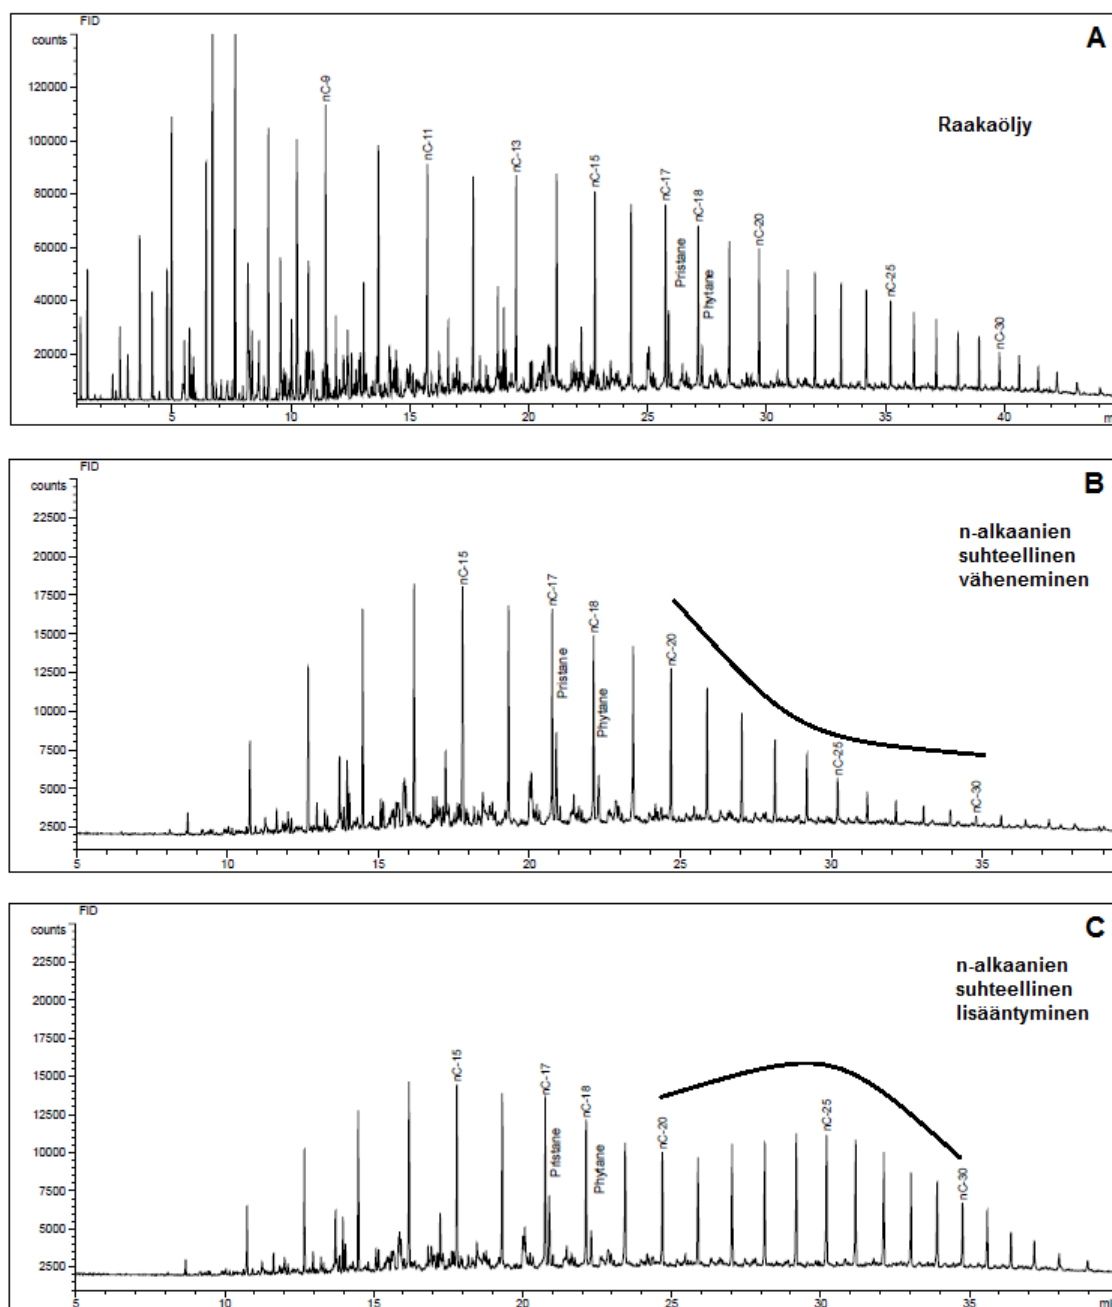 FID
A
counts
Raakaöljy
120000
100000
80000
60000
40000
20000
nC-9
nC-11
nC-13
nC-15
nC-17
Pristane
nC-18
Phytane
nC-20
nC-25
nC-30
5 10 15 20 25 30 35 40 m
FID
B
counts
n-alkaanien
suhteellinen
väheneminen
22500
20000
17500
15000
12500
10000
7500
5000
2500
nC-15
nC-17
Pristane
nC-18
Phytane
nC-20
nC-25
nC-30
5 10 15 20 25 30 35
FID
C
counts
n-alkaanien
suhteellinen
lisääntyminen
22500
20000
17500
15000
12500
10000
7500
5000
2500
nC-15
nC-17
Pristane
nC-18
Phytane
nC-20
nC-25
nC-30
5 10 15 20 25 30 35 m